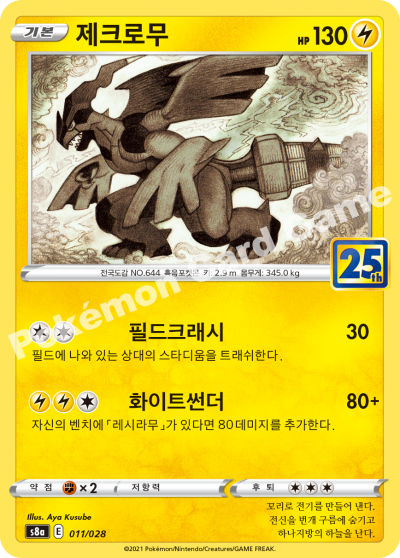 기본 제크로무 HP 130
전국도감 NO.644 흑음포켓몬 키: 2.9 m 몸무게: 345.0 kg
25th
필드크래시 30
필드에 나와 있는 상대의 스타디움을 트래쉬한다.
화이트썬더 80+
자신의 벤치에 「레시라무」가 있다면 80데미지를 추가한다.
약점 ×2 저항력 후퇴
Illus. Aya Kusube
s8a E 011/028
꼬리로 전기를 만들어 낸다.
전신을 번개 구름에 숨기고
하나지방의 하늘을 난다.
©2021 Pokémon/Nintendo/Creatures/GAME FREAK.
Pokémon Card Game